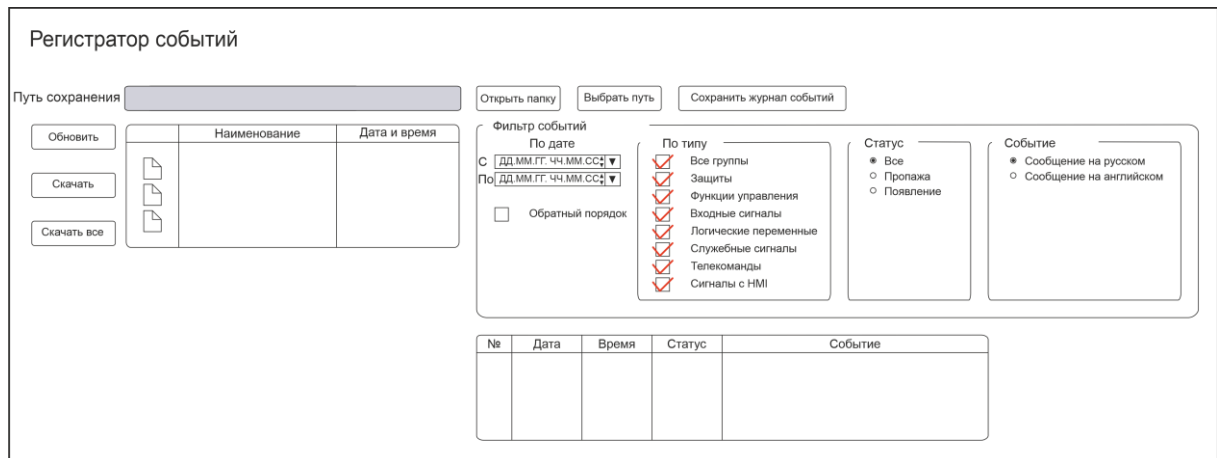 Регистратор событий
Путь сохранения
Открыть папку
Выбрать путь
Сохранить журнал событий
Обновить
Скачать
Скачать все
Наименование
Дата и время
Фильтр событий
По дате
С ДД.ММ.ГГ. ЧЧ.ММ.СС
По ДД.ММ.ГГ. ЧЧ.ММ.СС
Обратный порядок
По типу
Все группы
Защиты
Функции управления
Входные сигналы
Логические переменные
Служебные сигналы
Телекоманды
Сигналы с HMI
Статус
Все
Пропажа
Появление
Событие
Сообщение на русском
Сообщение на английском
№ Дата Время Статус Событие